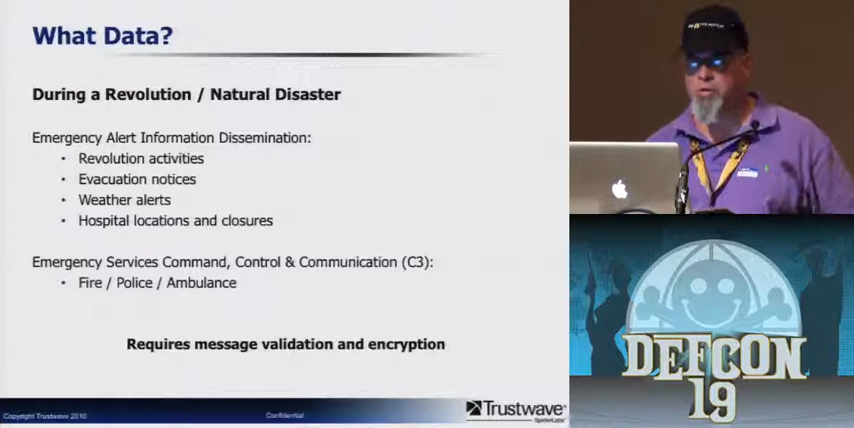 What Data?
During a Revolution / Natural Disaster
Emergency Alert Information Dissemination:
• Revolution activities
• Evacuation notices
• Weather alerts
• Hospital locations and closures
Emergency Services Command, Control & Communication (C3):
• Fire / Police / Ambulance
Requires message validation and encryption
Copyright Trustwave 2010
Confidential
Trustwave®
SpiderLabs®
DEFCON
19